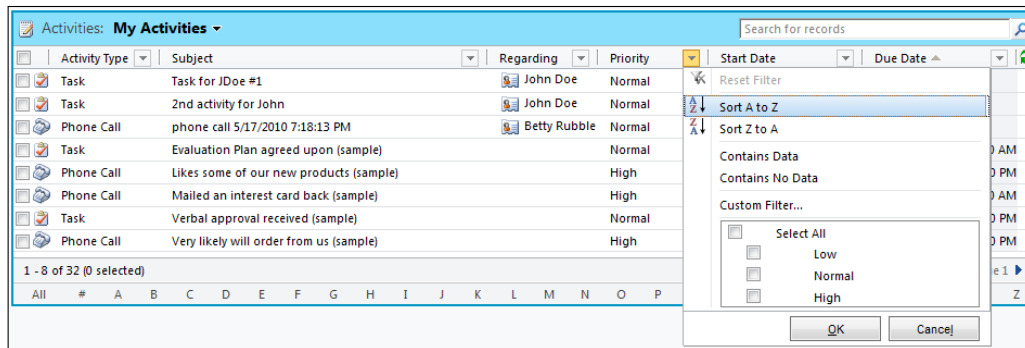 Activities: My Activities
Search for records
Activity Type Subject Regarding Priority Start Date Due Date
Task Task for JDoe #1 John Doe Normal
Reset Filter
Task 2nd activity for John John Doe Normal
Sort A to Z
Phone Call phone call 5/17/2010 7:18:13 PM Betty Rubble Normal
Sort Z to A
Task Evaluation Plan agreed upon (sample) Normal
Contains Data
AM
Phone Call Likes some of our new products (sample) High
Contains No Data
PM
Phone Call Mailed an interest card back (sample) High
Custom Filter...
AM
Task Verbal approval received (sample) Normal
Select All
PM
Phone Call Very likely will order from us (sample) High
Low
PM
1 - 8 of 32 (0 selected)
Normal
e 1
All # A B C D E F G H I J K L M N O P
High
Z
OK Cancel